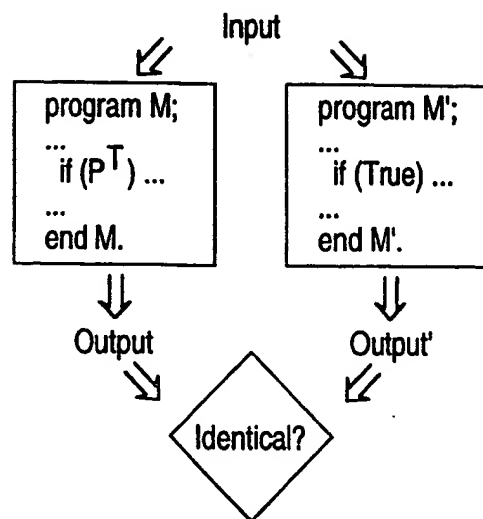 Input
program M;
...
if (P^T) ...
...
end M.
program M';
...
if (True) ...
...
end M'.
Output
Output'
Identical?